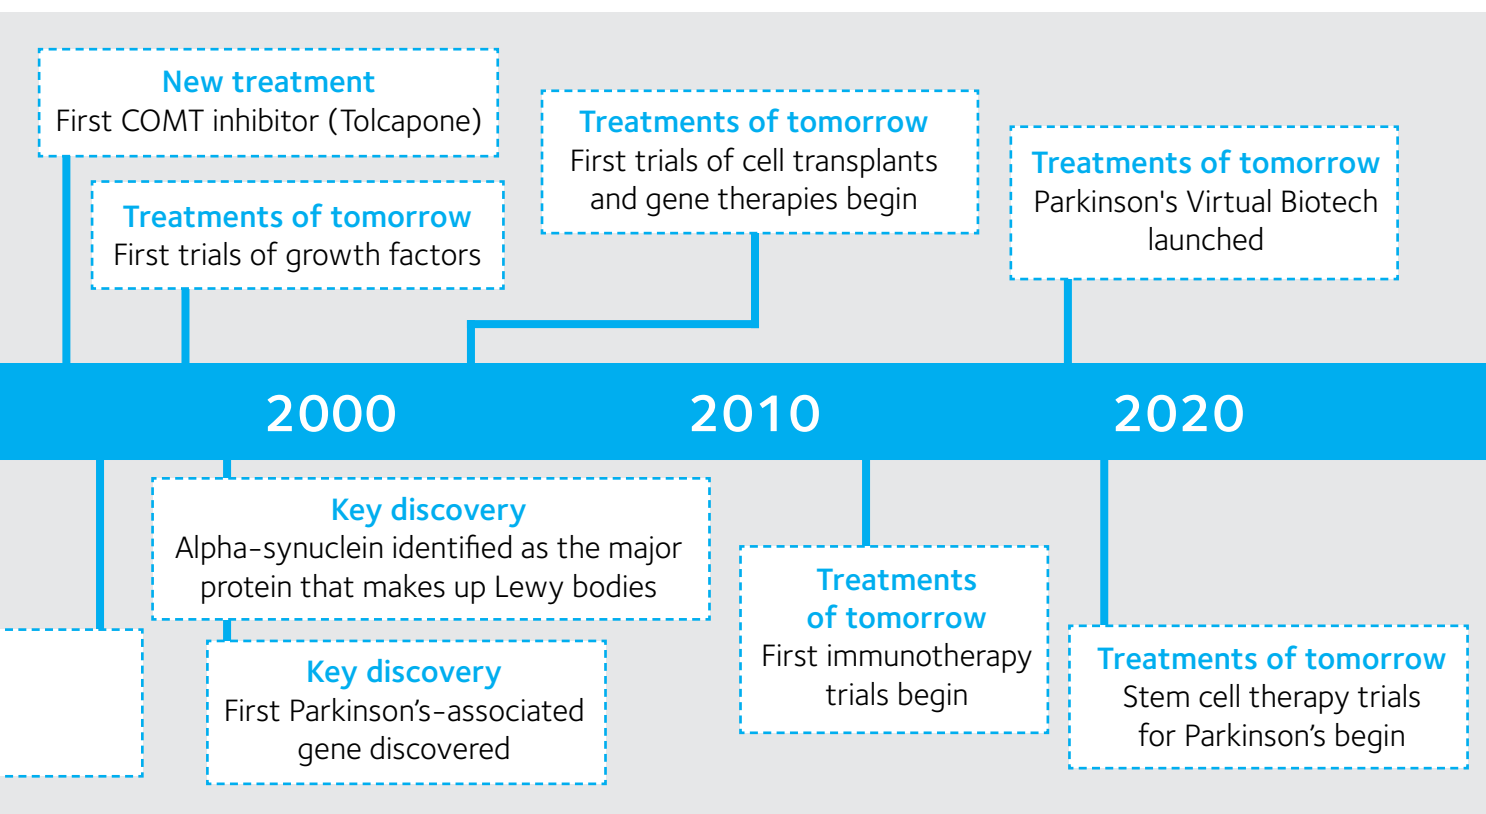 New treatment
First COMT inhibitor (Tolcapone)
Treatments of tomorrow
First trials of growth factors
Treatments of tomorrow
First trials of cell transplants
and gene therapies begin
Treatments of tomorrow
Parkinson's Virtual Biotech
launched
2000
2010
2020
Key discovery
Alpha-synuclein identified as the major
protein that makes up Lewy bodies
Key discovery
First Parkinson’s-associated
gene discovered
Treatments
of tomorrow
First immunotherapy
trials begin
Treatments of tomorrow
Stem cell therapy trials
for Parkinson’s begin